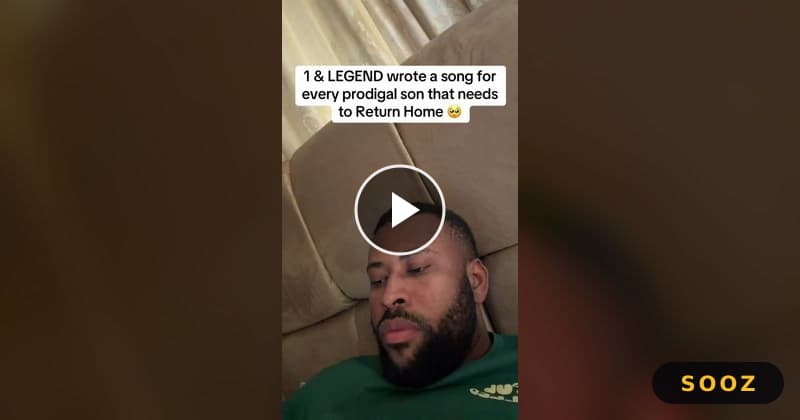 1 & LEGEND wrote a song for
every prodigal son that needs
to Return Home 🥺
SOOZ